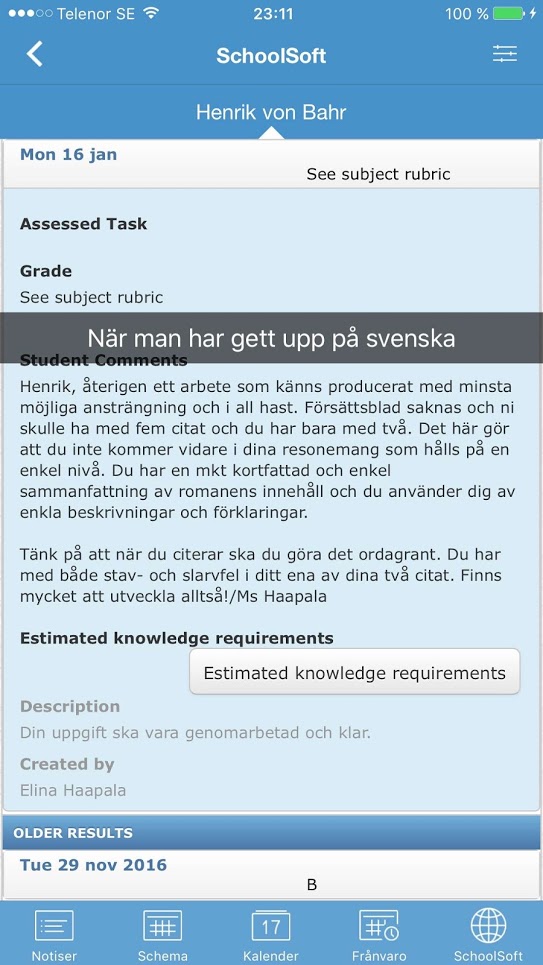 Telenor SE 23:11 100 %
SchoolSoft
Henrik von Bahr
Mon 16 jan
See subject rubric
Assessed Task
Grade
See subject rubric
När man har gett upp på svenska
Student Comments
Henrik, återigen ett arbete som känns producerat med minsta
möjliga ansträngning och i all hast. Försättsblad saknas och ni
skulle ha med fem citat och du har bara med två. Det här gör
att du inte kommer vidare i dina resonemang som hålls på en
enkel nivå. Du har en mkt kortfattad och enkel
sammanfattning av romanens innehåll och du använder dig av
enkla beskrivningar och förklaringar.
Tänk på att när du citerar ska du göra det ordagrant. Du har
med både stav- och slarvfel i ditt ena av dina två citat. Finns
mycket att utveckla alltså!/Ms Haapala
Estimated knowledge requirements
Estimated knowledge requirements
Description
Din uppgift ska vara genomarbetad och klar.
Created by
Elina Haapala
OLDER RESULTS
Tue 29 nov 2016
B
17
Notiser Schema Kalender Frånvaro SchoolSoft